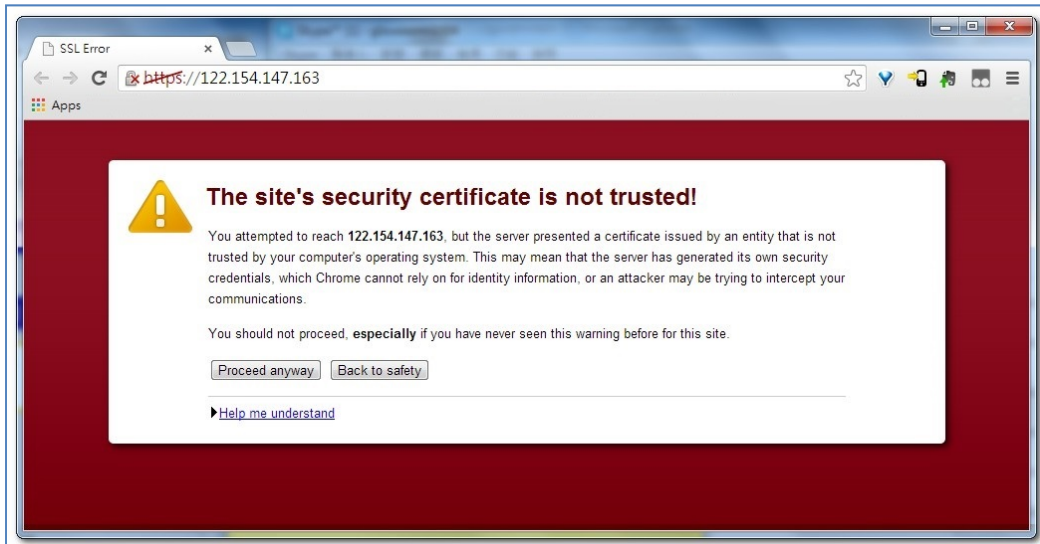 SSL Error
https://122.154.147.163
Apps
The site's security certificate is not trusted!
You attempted to reach 122.154.147.163, but the server presented a certificate issued by an entity that is not
trusted by your computer's operating system. This may mean that the server has generated its own security
credentials, which Chrome cannot rely on for identity information, or an attacker may be trying to intercept your
communications.
You should not proceed, especially if you have never seen this warning before for this site.
Proceed anyway Back to safety
Help me understand